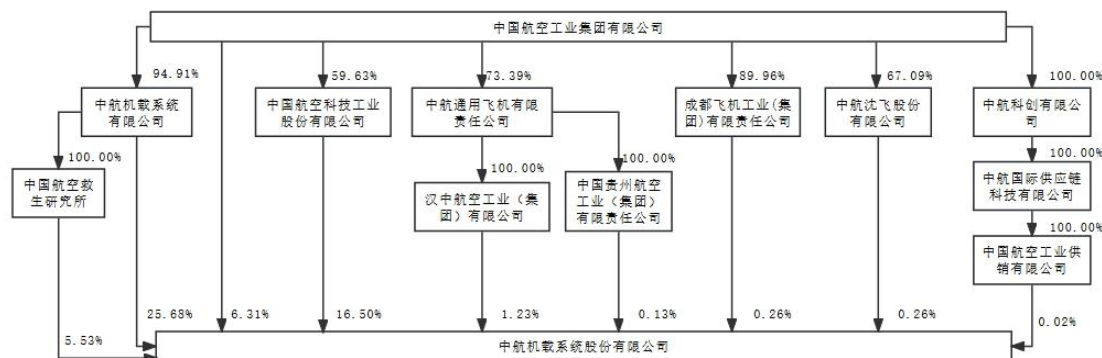 中国航空工业集团有限公司
94.91%
59.63%
73.39%
89.96%
67.09%
100.00%
中航机载系统
有限公司
中国航空科技工业
股份有限公司
中航通用飞机有限
责任公司
成都飞机工业(集
团)有限责任公司
中航沈飞股份
有限公司
中航科创有限公
司
100.00%
100.00%
100.00%
100.00%
中国航空救
生研究所
汉中航空工业（集
团）有限公司
中国贵州航空
工业（集团）
有限责任公司
中航国际供应链
科技有限公司
100.00%
中国航空工业供
销有限公司
25.68%
6.31%
16.50%
1.23%
0.13%
0.26%
0.26%
0.02%
5.53%
中航机载系统股份有限公司